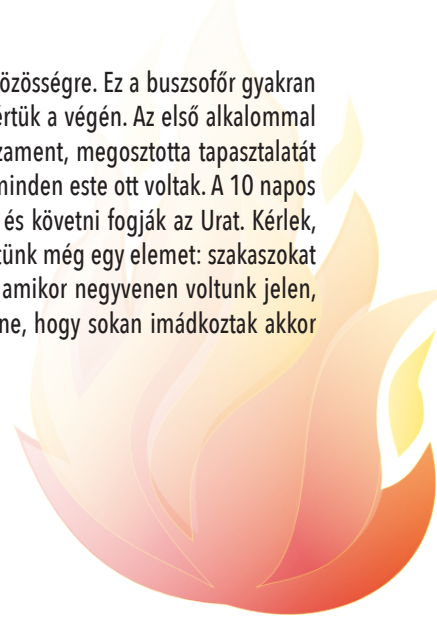 özösségre. Ez a buszsofőr gyakran
értük a végén. Az első alkalommal
zament, megosztotta tapasztalatát
minden este ott voltak. A 10 napos
és követni fogják az Urat. Kérlek,
tünk még egy elemet: szakaszokat
amikor negyvenen voltunk jelen,
ne, hogy sokan imádkoztak akkor